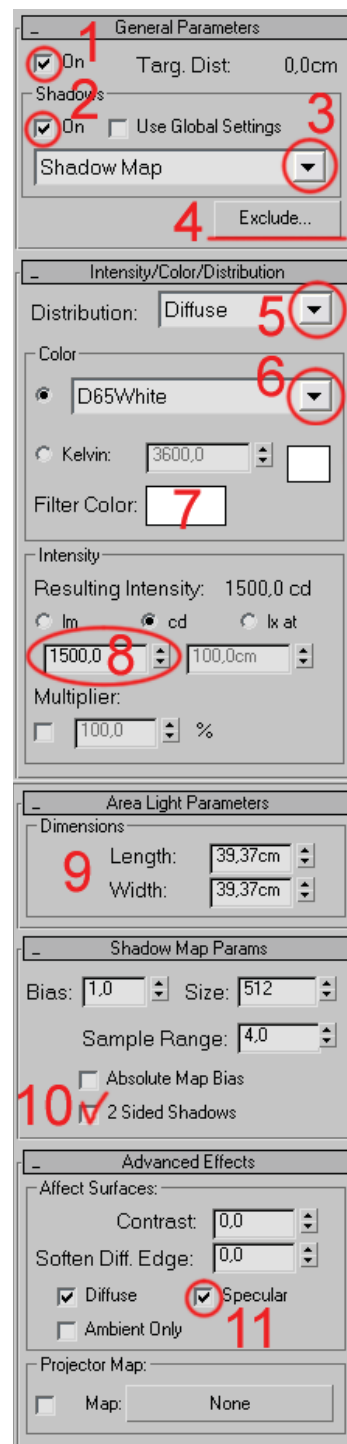 - General Parameters
1
On Targ. Dist: 0,0cm
Shadows
2
On Use Global Settings
3
Shadow Map
4 Exclude...
- Intensity/Color/Distribution
Distribution: Diffuse 5
Color
6
D65White
Kelvin: 3600,0
Filter Color: 7
Intensity
Resulting Intensity: 1500,0 cd
lm cd lx at
1500,0 8 100,0cm
Multiplier:
100,0 %
- Area Light Parameters
Dimensions
9
Length: 39,37cm
Width: 39,37cm
- Shadow Map Params
Bias: 1,0 Size: 512
Sample Range: 4,0
Absolute Map Bias
10 2 Sided Shadows
- Advanced Effects
Affect Surfaces:
Contrast: 0,0
Soften Diff. Edge: 0,0
Diffuse Specular
Ambient Only 11
Projector Map:
Map: None